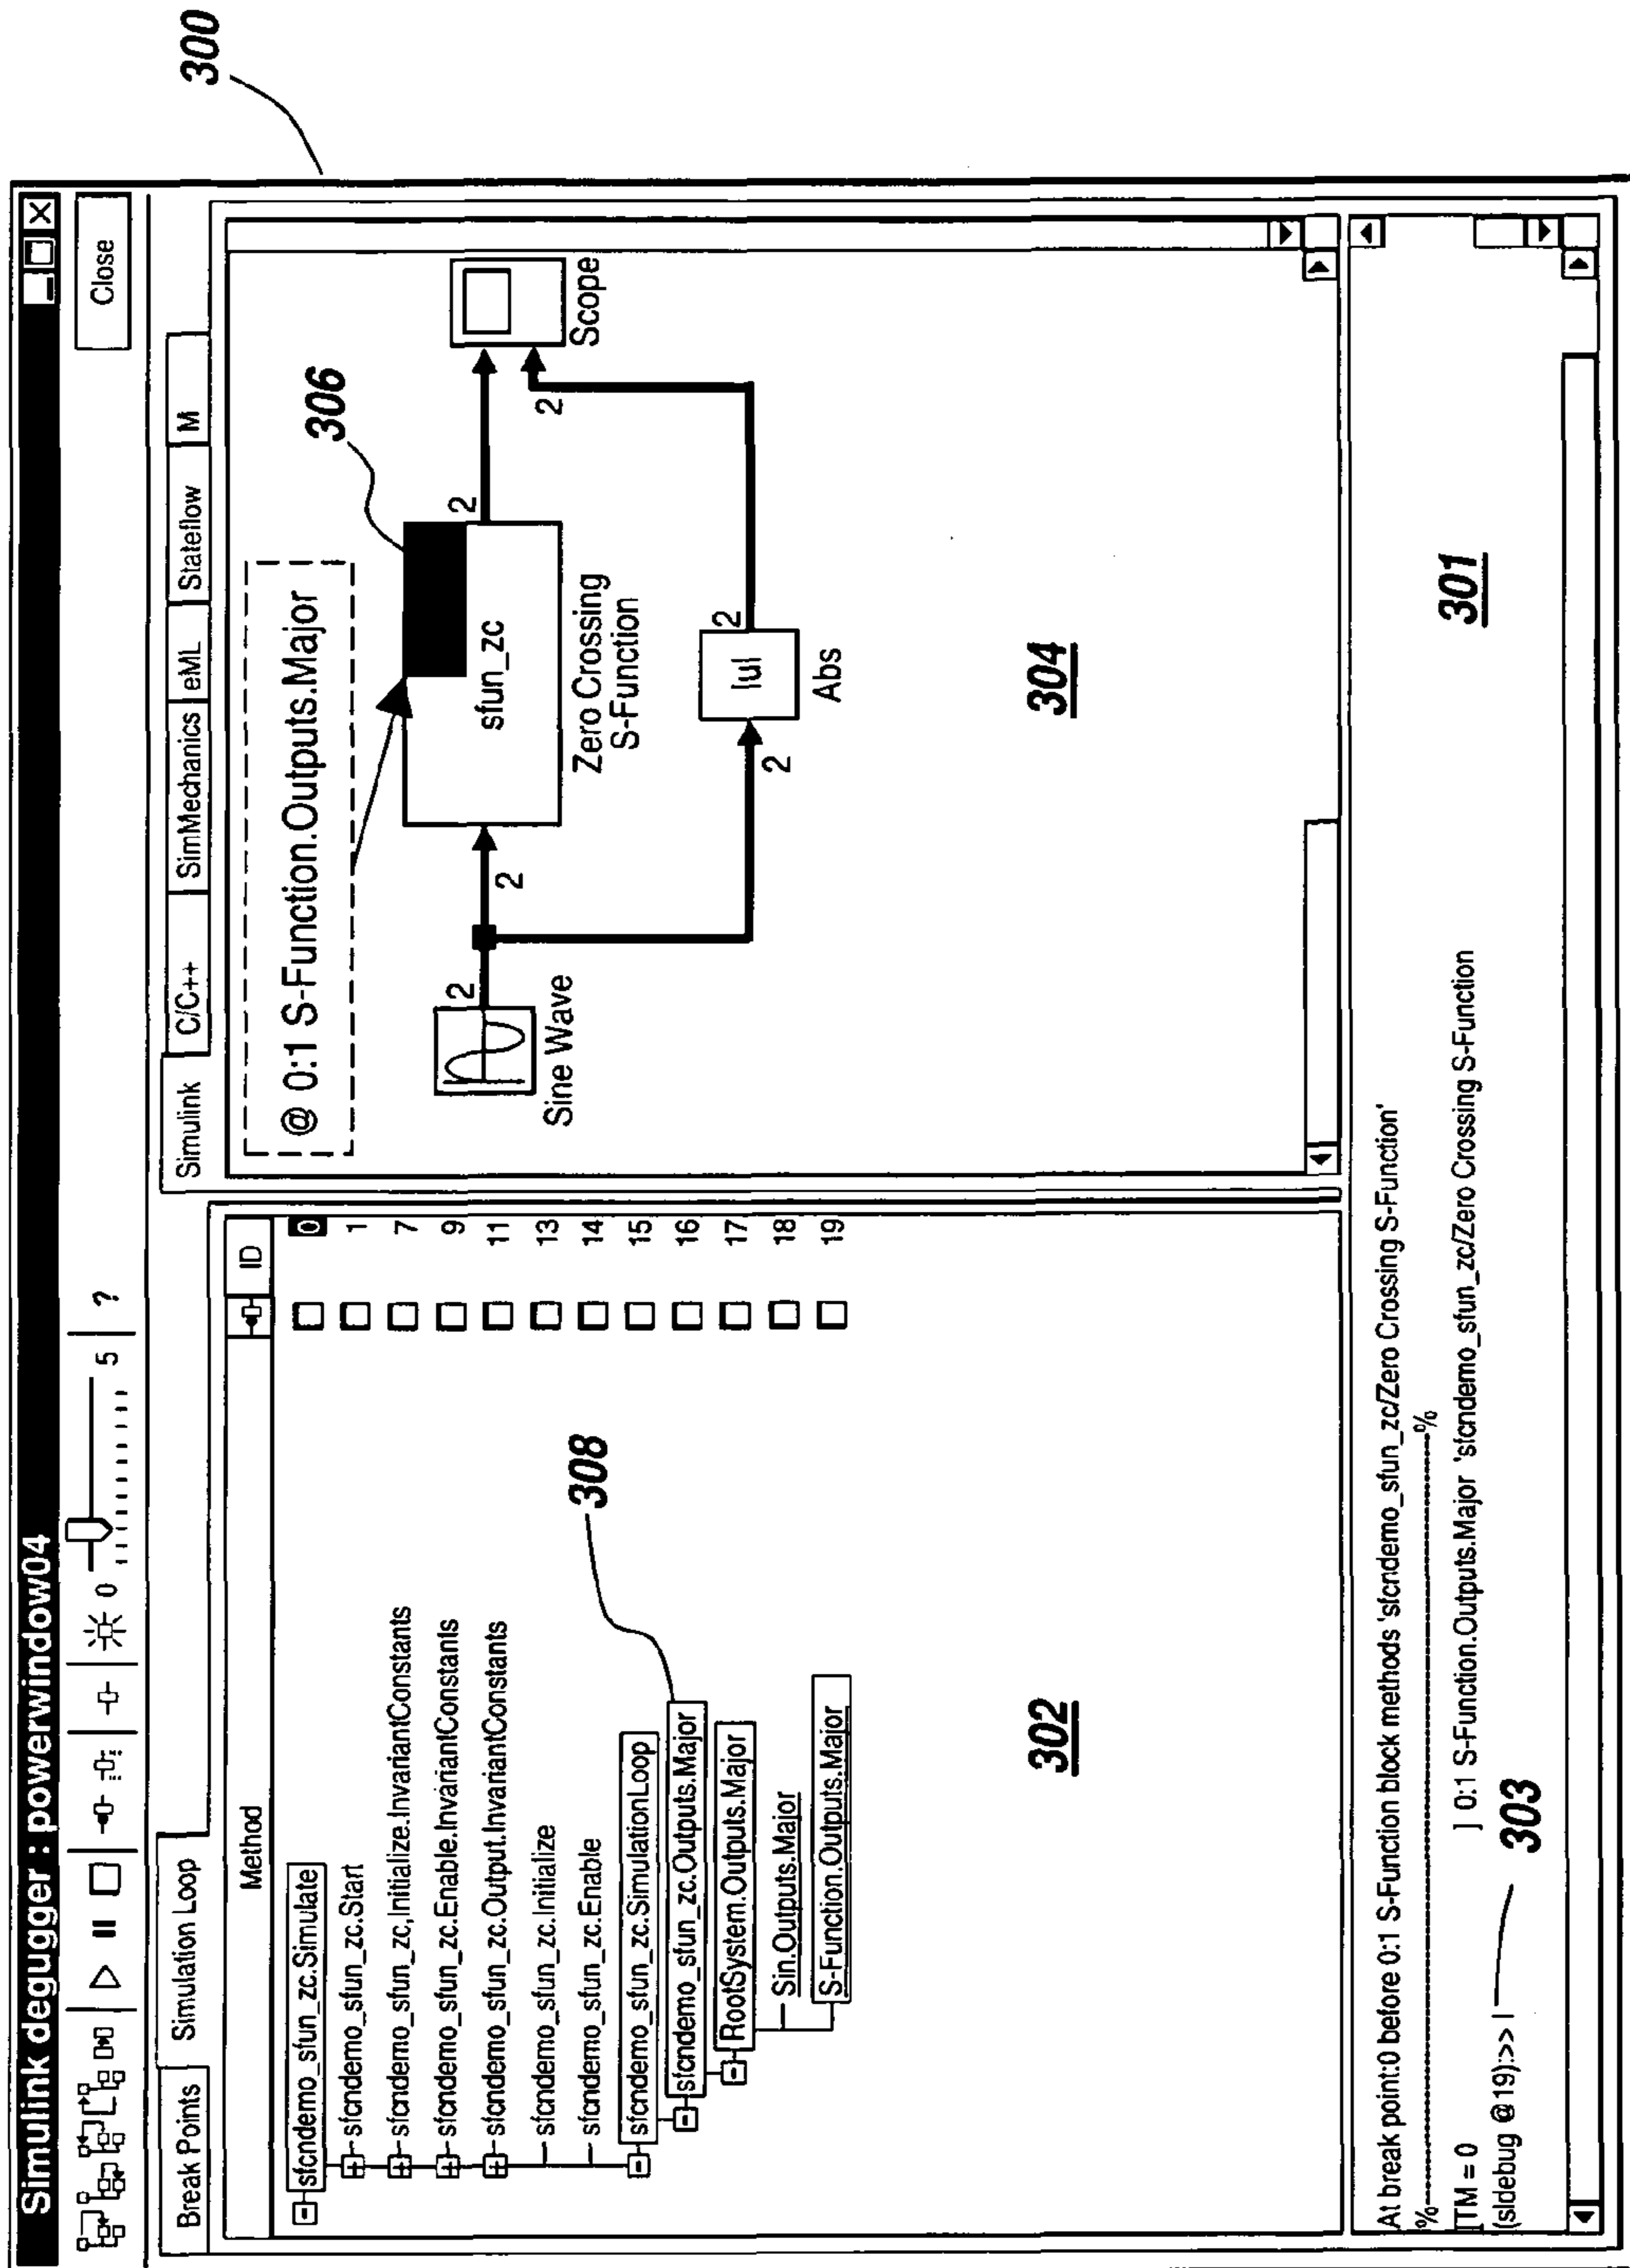 300
Simulink degugger : powerwindow04
0
5
?
Close
Break Points
Simulation Loop
Method
ID
sfcndemo_sfun_zc.Simulate
0
sfcndemo_sfun_zc.Start
1
sfcndemo_sfun_zc,Initialize.InvariantConstants
7
sfcndemo_sfun_zc.Enable.InvariantConstants
9
sfcndemo_sfun_zc.Output.InvariantConstants
11
sfcndemo_sfun_zc.Initialize
13
sfcndemo_sfun_zc.Enable
14
sfcndemo_sfun_zc.SimulationLoop
15
sfcndemo_sfun_zc.Outputs.Major
16
RootSystem.Outputs.Major
17
Sin.Outputs.Major
18
S-Function.Outputs.Major
19
308
302
Simulink
C/C++
SimMechanics
eML
Stateflow
M
@ 0:1 S-Function.Outputs.Major
306
2
Sine Wave
2
sfun_zc
2
Zero Crossing
S-Function
2
|u|
2
Abs
2
Scope
304
At break point:0 before 0:1 S-Function block methods 'sfcndemo_sfun_zc/Zero Crossing S-Function'
%-----------------------------------------------------%
[TM = 0 ] 0:1 S-Function.Outputs.Major 'sfcndemo_sfun_zc/Zero Crossing S-Function
(sldebug @19):>> |
303
301